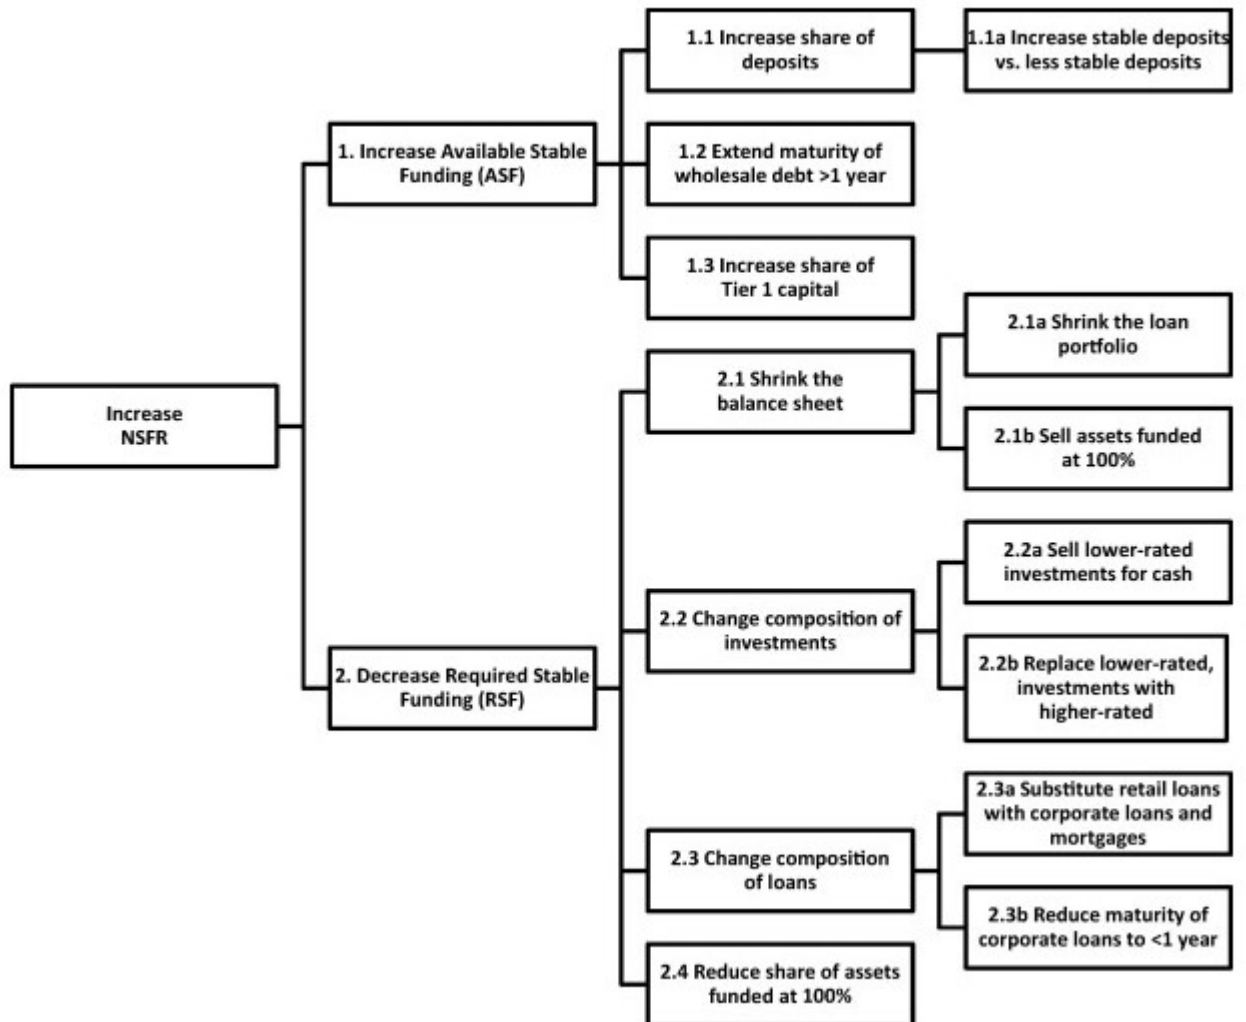 1.1 Increase share of
deposits
1.1a Increase stable deposits
vs. less stable deposits
1. Increase Available Stable
Funding (ASF)
1.2 Extend maturity of
wholesale debt >1 year
1.3 Increase share of
Tier 1 capital
Increase
NSFR
2.1 Shrink the
balance sheet
2.1a Shrink the loan
portfolio
2.1b Sell assets funded
at 100%
2. Decrease Required Stable
Funding (RSF)
2.2 Change composition of
investments
2.2a Sell lower-rated
investments for cash
2.2b Replace lower-rated,
investments with
higher-rated
2.3 Change composition
of loans
2.3a Substitute retail loans
with corporate loans and
mortgages
2.3b Reduce maturity of
corporate loans to <1 year
2.4 Reduce share of assets
funded at 100%